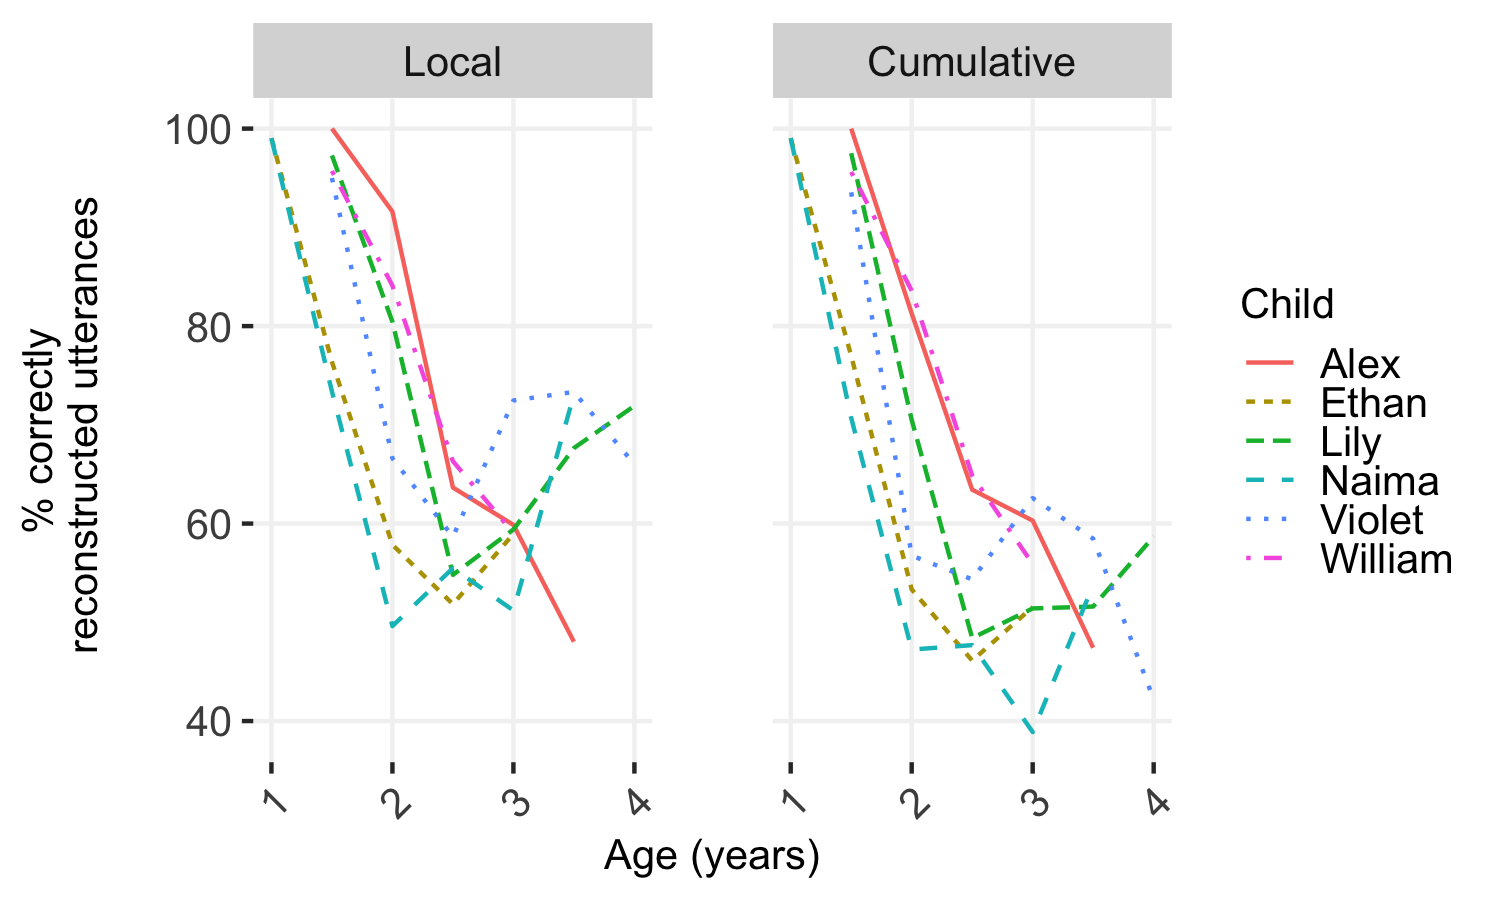 Local
Cumulative
% correctly
reconstructed utterances
100
80
60
40
1 2 3 4
1 2 3 4
Age (years)
Child
Alex
Ethan
Lily
Naima
Violet
William